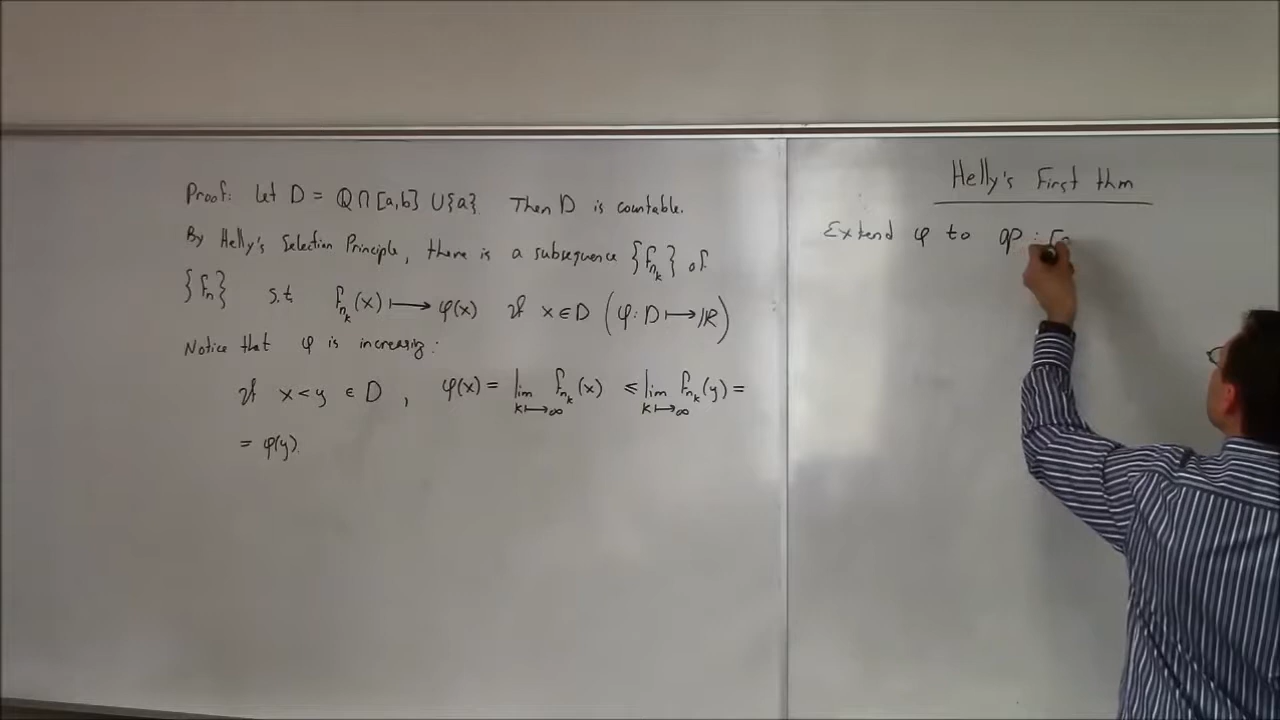 Proof: Let D = Q ∩ [a,b] ∪ {a}. Then D is countable.
By Helly's Selection Principle, there is a subsequence {f_{n_k}} of
{f_n} s.t. f_{n_k}(x) ⟼ φ(x) if x ∈ D (φ: D ⟼ ℝ)
Notice that φ is increasing:
if x < y ∈ D, φ(x) = lim_{k⟼∞} f_{n_k}(x) ≤ lim_{k⟼∞} f_{n_k}(y) =
= φ(y).
Helly's First thm
Extend φ to φ : [a